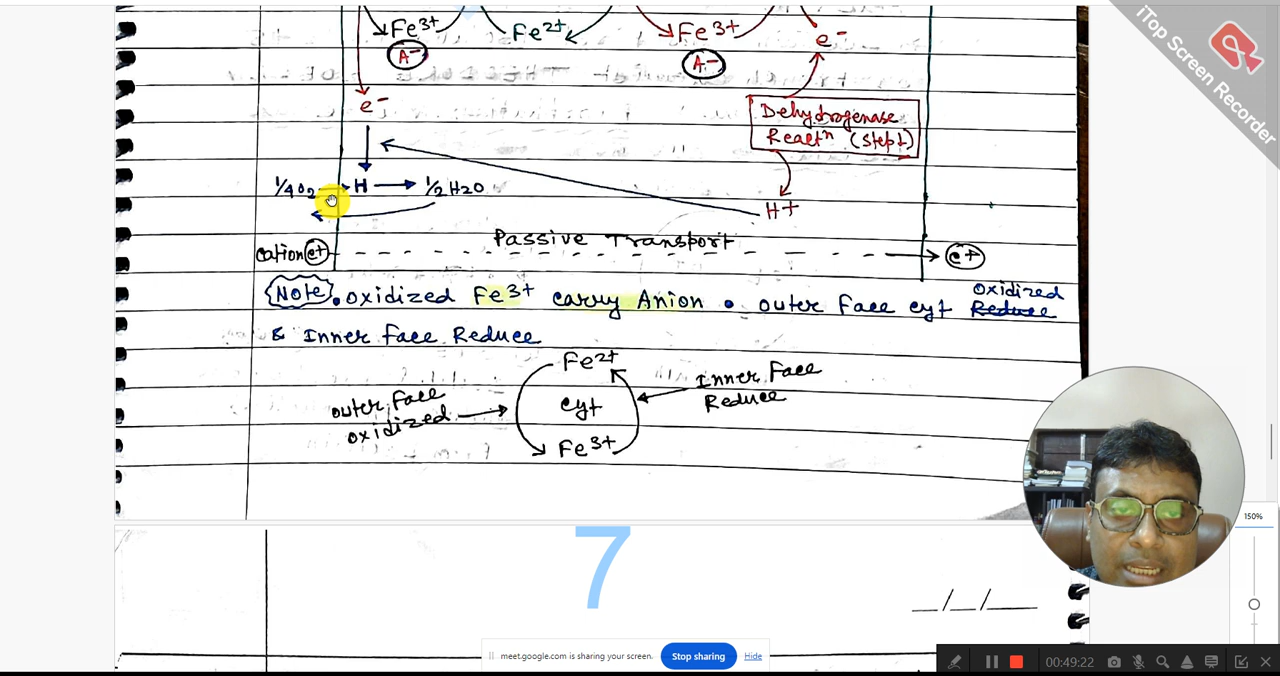 iTop Screen Recorder
Fe3+ Fe2+ Fe3+ e-
A- A-
e-
Dehydrogenase
Reactn (step1)
1/4O2 H 1/2 H2O
H+
Passive Transport
Cation c+ c+
Note • oxidized Fe3+ carry Anion • outer Face cyt Reduce oxidized
& Inner face Reduce
Fe2+
Inner Face
Reduce
outer face
oxidized
cyt
Fe3+
7
_/_/_
150%
meet.google.com is sharing your screen. Stop sharing Hide
00:49:22